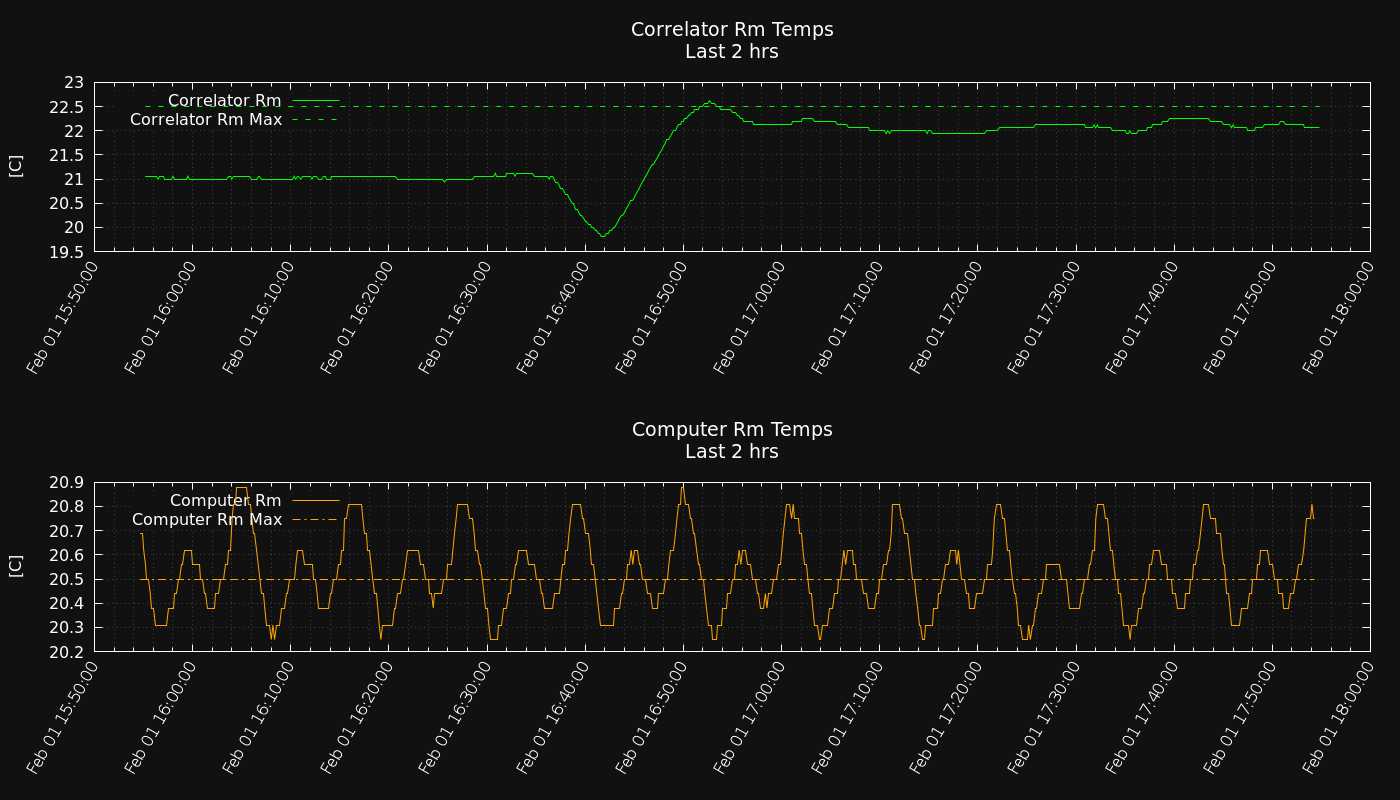 Correlator Rm Temps
Last 2 hrs
23
22.5
22
21.5
21
20.5
20
19.5
[C]
Correlator Rm
Correlator Rm Max
Feb 01 15:50:00
Feb 01 16:00:00
Feb 01 16:10:00
Feb 01 16:20:00
Feb 01 16:30:00
Feb 01 16:40:00
Feb 01 16:50:00
Feb 01 17:00:00
Feb 01 17:10:00
Feb 01 17:20:00
Feb 01 17:30:00
Feb 01 17:40:00
Feb 01 17:50:00
Feb 01 18:00:00
Computer Rm Temps
Last 2 hrs
20.9
20.8
20.7
20.6
20.5
20.4
20.3
20.2
[C]
Computer Rm
Computer Rm Max
Feb 01 15:50:00
Feb 01 16:00:00
Feb 01 16:10:00
Feb 01 16:20:00
Feb 01 16:30:00
Feb 01 16:40:00
Feb 01 16:50:00
Feb 01 17:00:00
Feb 01 17:10:00
Feb 01 17:20:00
Feb 01 17:30:00
Feb 01 17:40:00
Feb 01 17:50:00
Feb 01 18:00:00